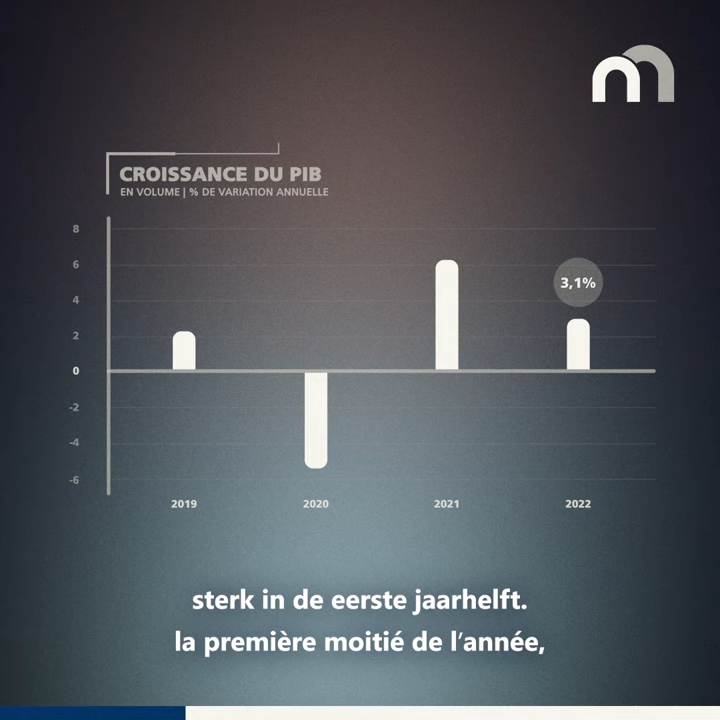 CROISSANCE DU PIB
EN VOLUME | % DE VARIATION ANNUELLE
8
6
4
2
0
-2
-4
-6
3,1%
2019 2020 2021 2022
sterk in de eerste jaarhelft.
la première moitié de l'année,